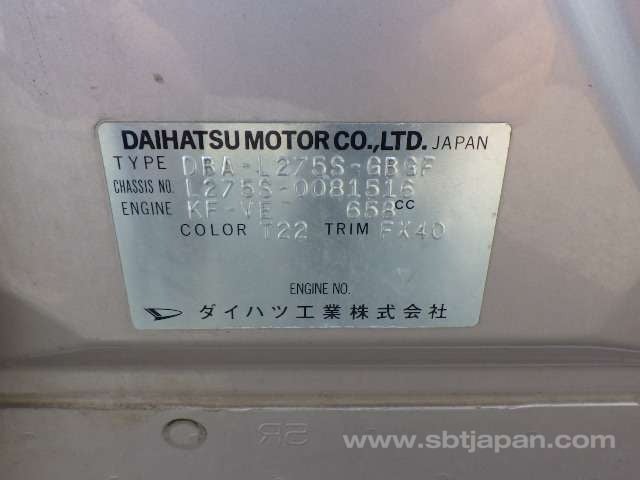 DAIHATSU MOTOR CO.,LTD. JAPAN
TYPE DBA-L275S-GBGF
CHASSIS NO. L275S-0081516
ENGINE KF-VE 658CC
COLOR T22 TRIM FX40
ENGINE NO.
ダイハツ工業株式会社
www.sbtjapan.com